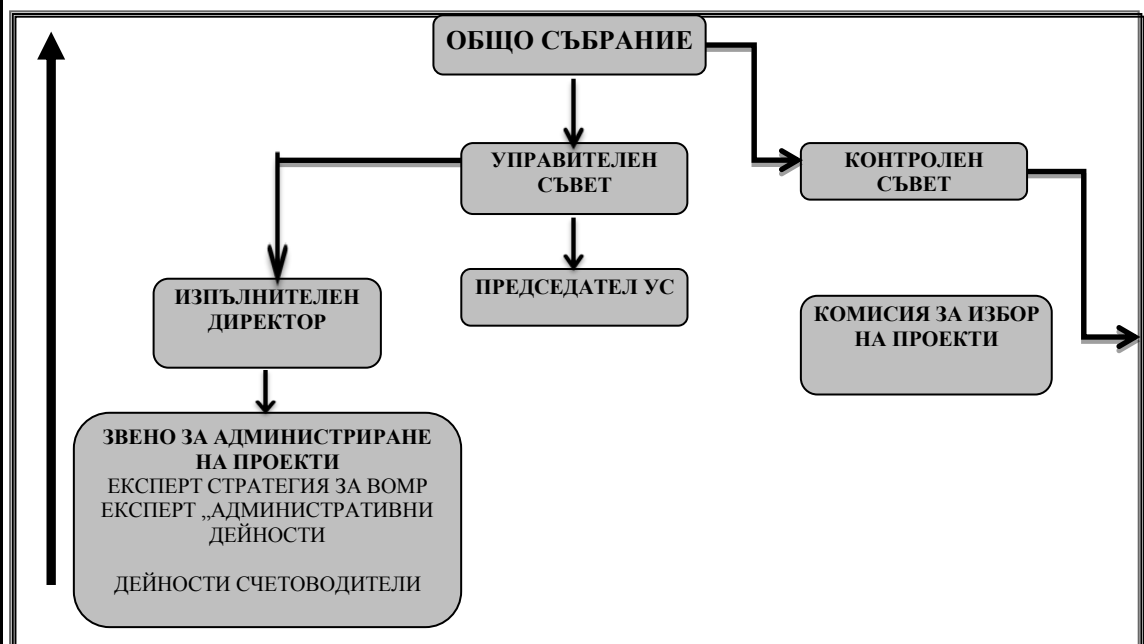 ОБЩО СЪБРАНИЕ
УПРАВИТЕЛЕН
СЪВЕТ
КОНТРОЛЕН
СЪВЕТ
ПРЕДСЕДАТЕЛ УС
ИЗПЪЛНИТЕЛЕН
ДИРЕКТОР
КОМИСИЯ ЗА ИЗБОР
НА ПРОЕКТИ
ЗВЕНО ЗА АДМИНИСТРИРАНЕ
НА ПРОЕКТИ
ЕКСПЕРТ СТРАТЕГИЯ ЗА ВОМР
ЕКСПЕРТ „АДМИНИСТРАТИВНИ
ДЕЙНОСТИ
ДЕЙНОСТИ СЧЕТОВОДИТЕЛИ